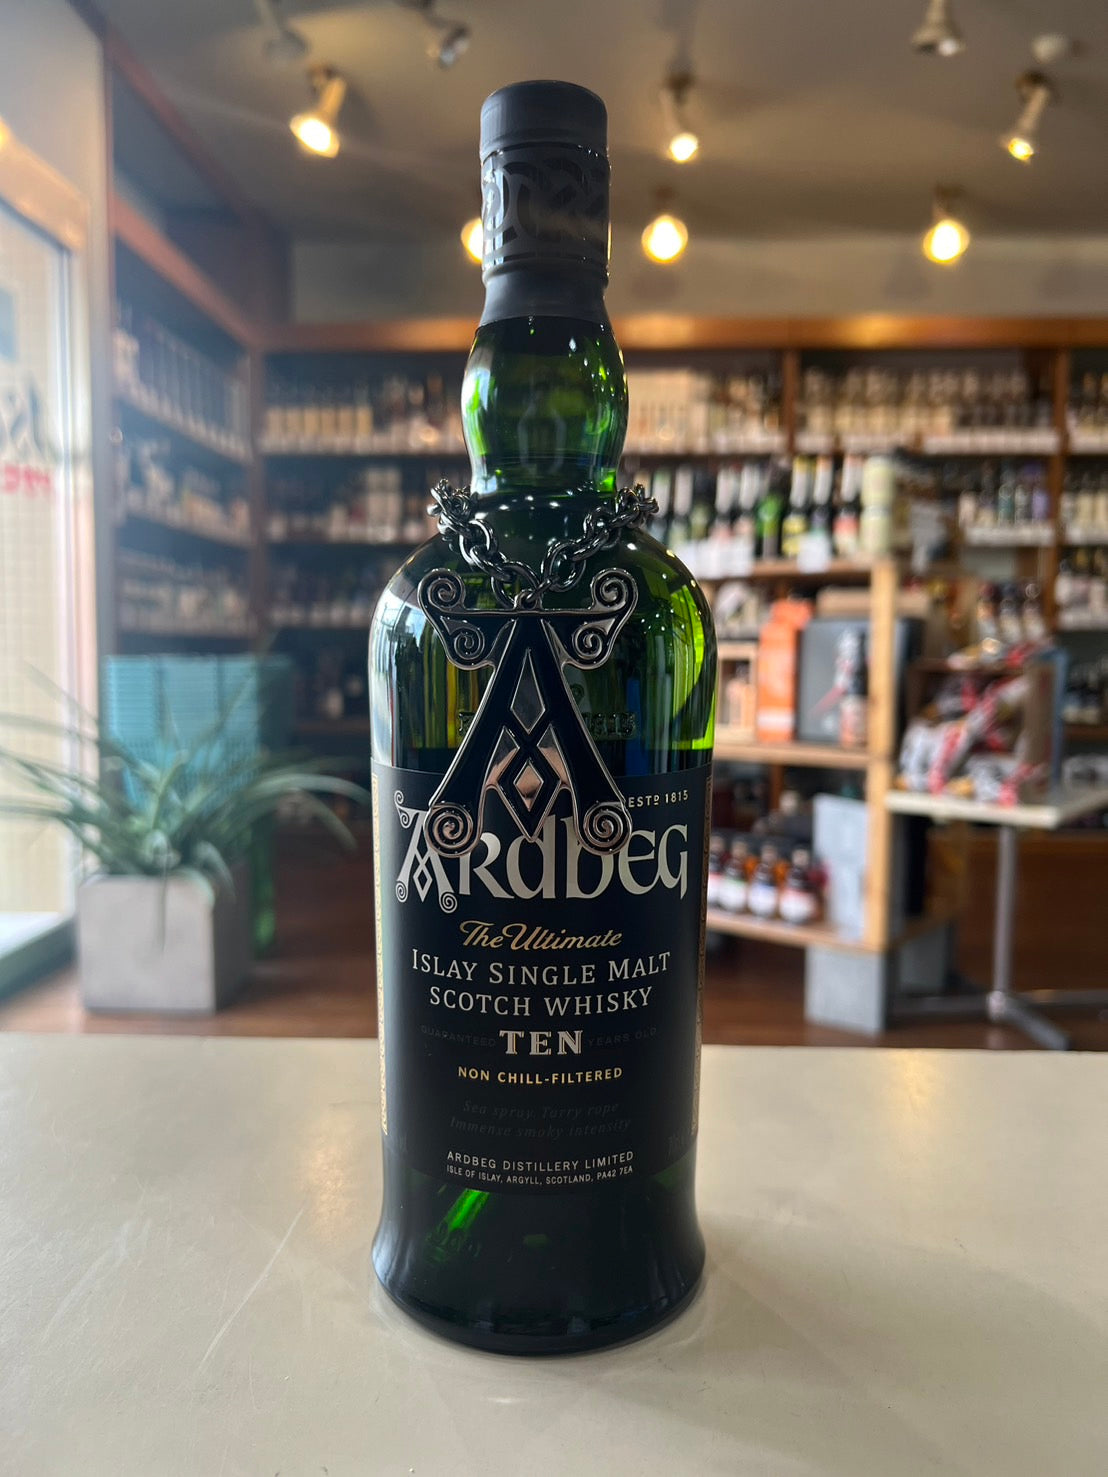 ESTD 1815
ARDBEG
The Ultimate
ISLAY SINGLE MALT
SCOTCH WHISKY
GUARANTEED TEN YEARS OLD
NON CHILL-FILTERED
Sea spray Tarry rope
Immense smoky intensity
ARDBEG DISTILLERY LIMITED
ISLE OF ISLAY, ARGYLL, SCOTLAND, PA42 7EA